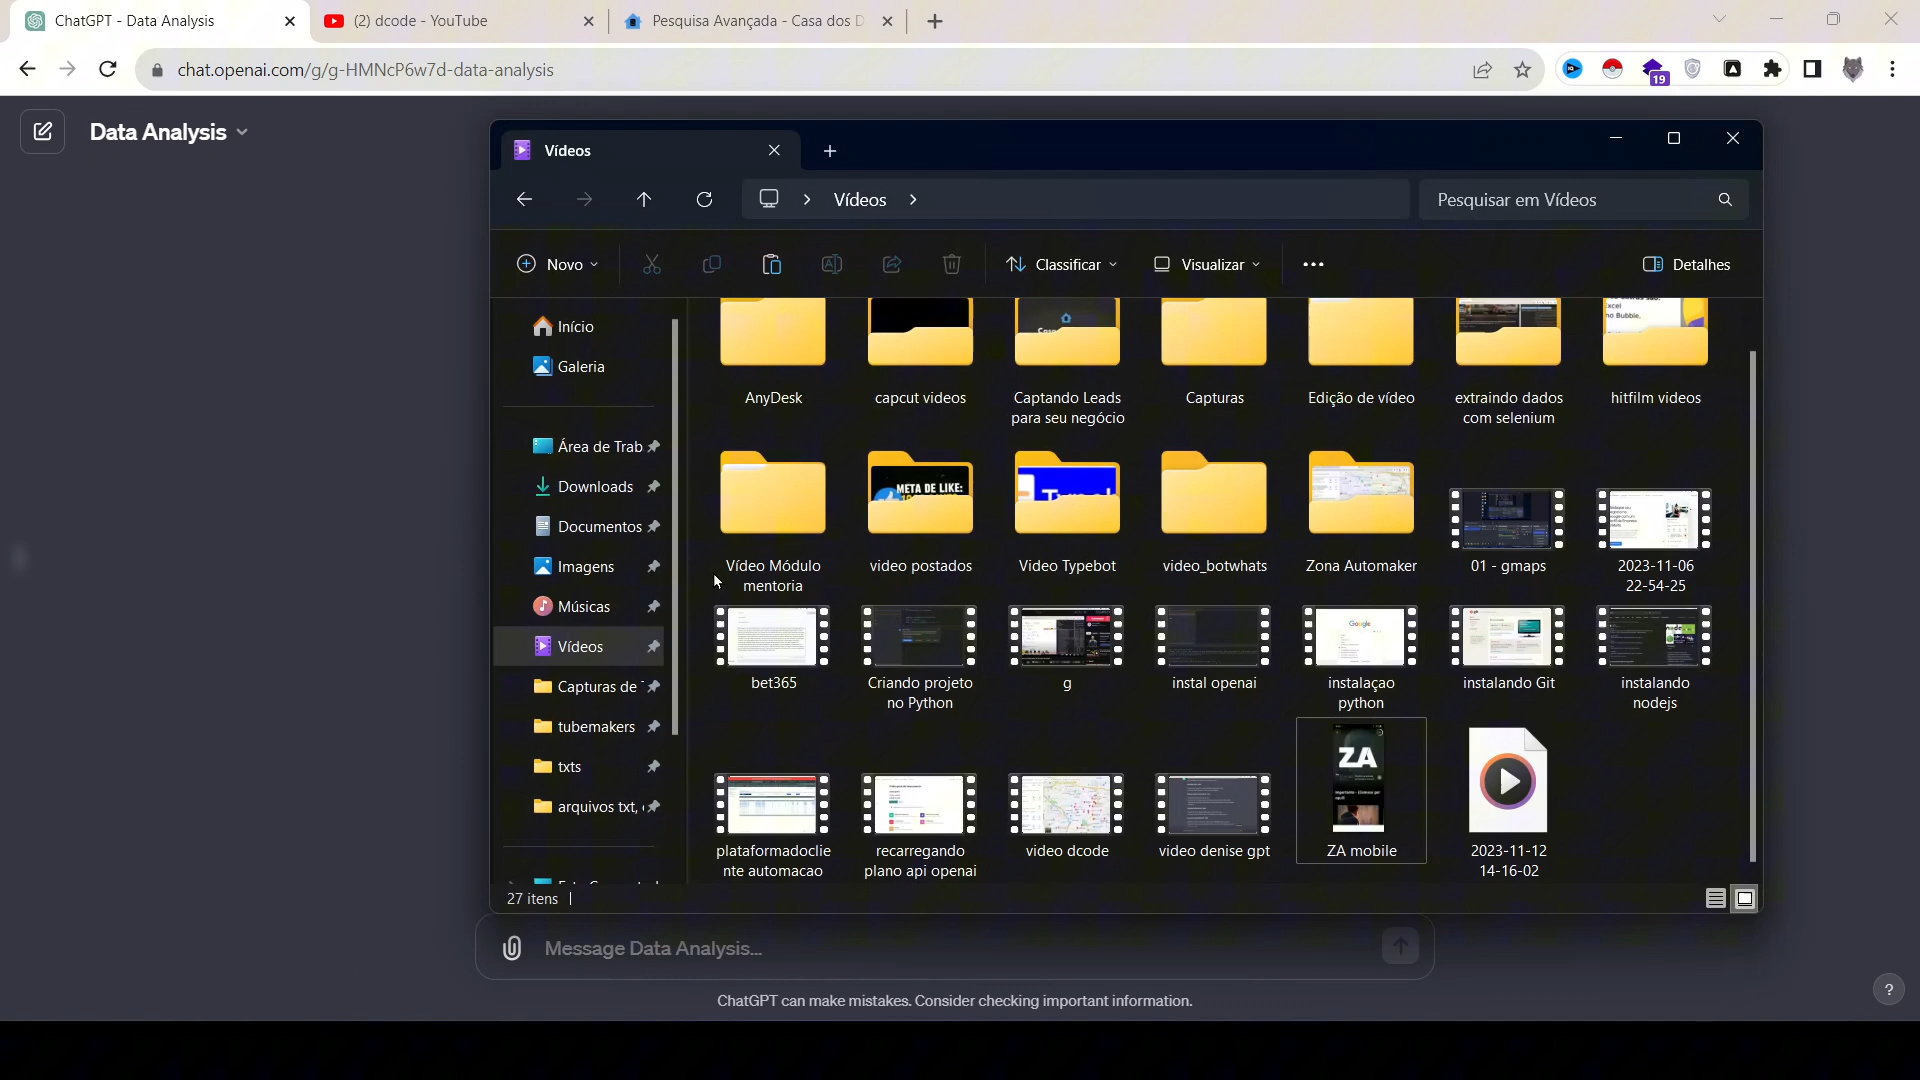 ChatGPT - Data Analysis
(2) dcode - YouTube
Pesquisa Avançada - Casa dos D
chat.openai.com/g/g-HMNcP6w7d-data-analysis
19
Data Analysis
Vídeos
Vídeos
Pesquisar em Vídeos
Novo
Classificar
Visualizar
Detalhes
Início
Galeria
Área de Trab
Downloads
Documentos
Imagens
Músicas
Vídeos
Capturas de
tubemakers
txts
arquivos txt,
AnyDesk
capcut videos
Captando Leads
para seu negócio
Capturas
Edição de vídeo
extraindo dados
com selenium
hitfilm videos
Vídeo Módulo
mentoria
META DE LIKE:
video postados
Video Typebot
video_botwhats
Zona Automaker
01 - gmaps
2023-11-06
22-54-25
bet365
Criando projeto
no Python
g
instal openai
Google
instalaçao
python
instalando Git
instalando
nodejs
plataformadoclie
nte automacao
recarregando
plano api openai
video dcode
video denise gpt
ZA
ZA mobile
2023-11-12
14-16-02
27 itens
Message Data Analysis...
ChatGPT can make mistakes. Consider checking important information.
?